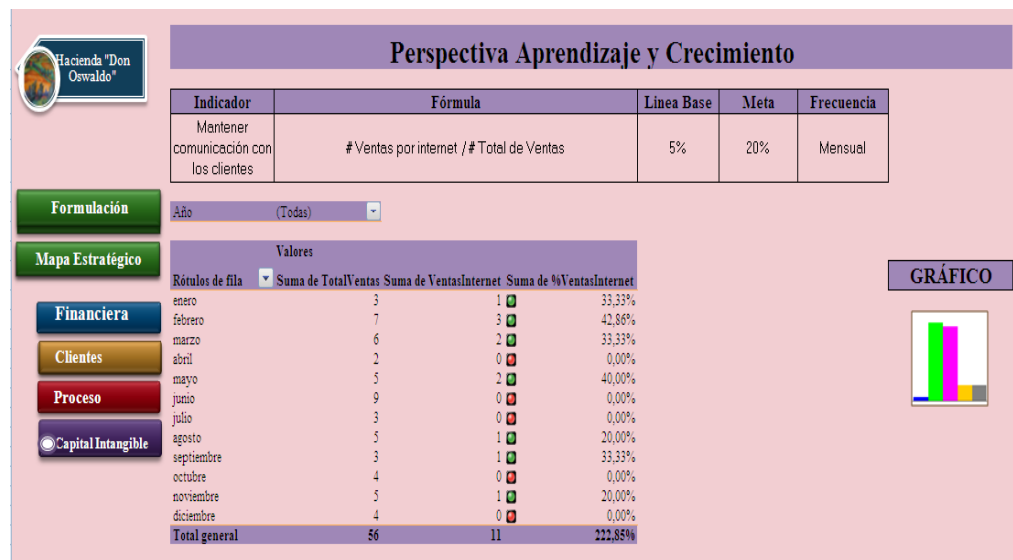 Hacienda "Don
Oswaldo"
Perspectiva Aprendizaje y Crecimiento
Indicador Fórmula Linea Base Meta Frecuencia
Mantener
comunicación con
los clientes
# Ventas por internet / # Total de Ventas 5% 20% Mensual
Formulación
Mapa Estratégico
Financiera
Clientes
Proceso
Capital Intangible
Año (Todas)
Valores
Rótulos de fila Suma de TotalVentas Suma de VentasInternet Suma de %VentasInternet
enero 3 1 33,33%
febrero 7 3 42,86%
marzo 6 2 33,33%
abril 2 0 0,00%
mayo 5 2 40,00%
junio 9 0 0,00%
julio 3 0 0,00%
agosto 5 1 20,00%
septiembre 3 1 33,33%
octubre 4 0 0,00%
noviembre 5 1 20,00%
diciembre 4 0 0,00%
Total general 56 11 222,85%
GRÁFICO